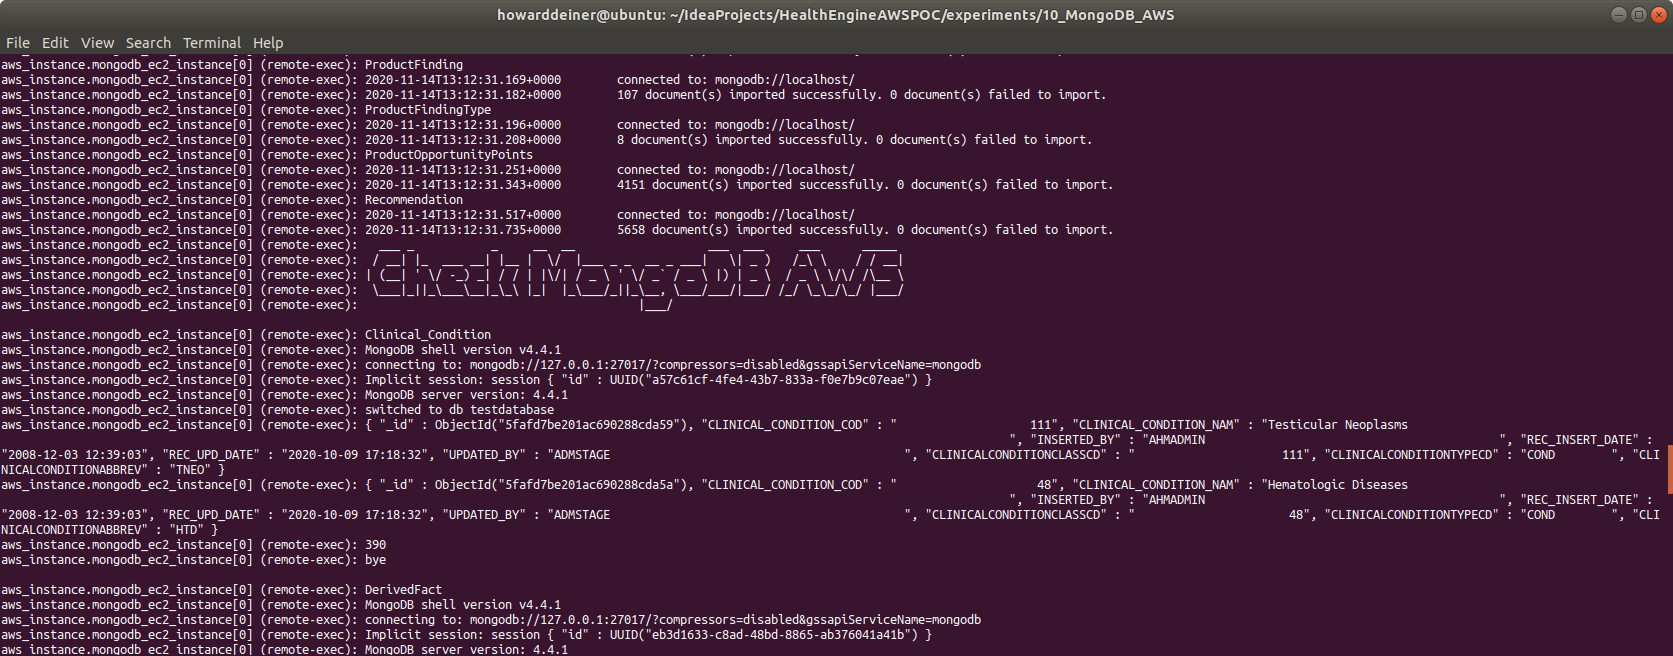 howarddeiner@ubuntu: ~/IdeaProjects/HealthEngineAWSPOC/experiments/10_MongoDB_AWS
File Edit View Search Terminal Help
aws_instance.mongodb_ec2_instance[0] (remote-exec): ProductFinding
aws_instance.mongodb_ec2_instance[0] (remote-exec): 2020-11-14T13:12:31.169+0000 connected to: mongodb://localhost/
aws_instance.mongodb_ec2_instance[0] (remote-exec): 2020-11-14T13:12:31.182+0000 107 document(s) imported successfully. 0 document(s) failed to import.
aws_instance.mongodb_ec2_instance[0] (remote-exec): ProductFindingType
aws_instance.mongodb_ec2_instance[0] (remote-exec): 2020-11-14T13:12:31.196+0000 connected to: mongodb://localhost/
aws_instance.mongodb_ec2_instance[0] (remote-exec): 2020-11-14T13:12:31.208+0000 8 document(s) imported successfully. 0 document(s) failed to import.
aws_instance.mongodb_ec2_instance[0] (remote-exec): ProductOpportunityPoints
aws_instance.mongodb_ec2_instance[0] (remote-exec): 2020-11-14T13:12:31.251+0000 connected to: mongodb://localhost/
aws_instance.mongodb_ec2_instance[0] (remote-exec): 2020-11-14T13:12:31.343+0000 4151 document(s) imported successfully. 0 document(s) failed to import.
aws_instance.mongodb_ec2_instance[0] (remote-exec): Recommendation
aws_instance.mongodb_ec2_instance[0] (remote-exec): 2020-11-14T13:12:31.517+0000 connected to: mongodb://localhost/
aws_instance.mongodb_ec2_instance[0] (remote-exec): 2020-11-14T13:12:31.735+0000 5658 document(s) imported successfully. 0 document(s) failed to import.
aws_instance.mongodb_ec2_instance[0] (remote-exec):
aws_instance.mongodb_ec2_instance[0] (remote-exec):
aws_instance.mongodb_ec2_instance[0] (remote-exec): Check MongoDB AWS
aws_instance.mongodb_ec2_instance[0] (remote-exec):
aws_instance.mongodb_ec2_instance[0] (remote-exec):
aws_instance.mongodb_ec2_instance[0] (remote-exec): Clinical_Condition
aws_instance.mongodb_ec2_instance[0] (remote-exec): MongoDB shell version v4.4.1
aws_instance.mongodb_ec2_instance[0] (remote-exec): connecting to: mongodb://127.0.0.1:27017/?compressors=disabled&gssapiServiceName=mongodb
aws_instance.mongodb_ec2_instance[0] (remote-exec): Implicit session: session { "id" : UUID("a57c61cf-4fe4-43b7-833a-f0e7b9c07eae") }
aws_instance.mongodb_ec2_instance[0] (remote-exec): MongoDB server version: 4.4.1
aws_instance.mongodb_ec2_instance[0] (remote-exec): switched to db testdatabase
aws_instance.mongodb_ec2_instance[0] (remote-exec): { "_id" : ObjectId("5fafd7be201ac690288cda59"), "CLINICAL_CONDITION_COD" : " 111", "CLINICAL_CONDITION_NAM" : "Testicular Neoplasms
", "INSERTED_BY" : "AHMADMIN ", "REC_INSERT_DATE" :
"2008-12-03 12:39:03", "REC_UPD_DATE" : "2020-10-09 17:18:32", "UPDATED_BY" : "ADMSTAGE ", "CLINICALCONDITIONCLASSCD" : " 111", "CLINICALCONDITIONTYPECD" : "COND ", "CLI
NICALCONDITIONABBREV" : "TNEO" }
aws_instance.mongodb_ec2_instance[0] (remote-exec): { "_id" : ObjectId("5fafd7be201ac690288cda5a"), "CLINICAL_CONDITION_COD" : " 48", "CLINICAL_CONDITION_NAM" : "Hematologic Diseases
", "INSERTED_BY" : "AHMADMIN ", "REC_INSERT_DATE" :
"2008-12-03 12:39:03", "REC_UPD_DATE" : "2020-10-09 17:18:32", "UPDATED_BY" : "ADMSTAGE ", "CLINICALCONDITIONCLASSCD" : " 48", "CLINICALCONDITIONTYPECD" : "COND ", "CLI
NICALCONDITIONABBREV" : "HTD" }
aws_instance.mongodb_ec2_instance[0] (remote-exec): 390
aws_instance.mongodb_ec2_instance[0] (remote-exec): bye
aws_instance.mongodb_ec2_instance[0] (remote-exec): DerivedFact
aws_instance.mongodb_ec2_instance[0] (remote-exec): MongoDB shell version v4.4.1
aws_instance.mongodb_ec2_instance[0] (remote-exec): connecting to: mongodb://127.0.0.1:27017/?compressors=disabled&gssapiServiceName=mongodb
aws_instance.mongodb_ec2_instance[0] (remote-exec): Implicit session: session { "id" : UUID("eb3d1633-c8ad-48bd-8865-ab376041a41b") }
aws_instance.mongodb_ec2_instance[0] (remote-exec): MongoDB server version: 4.4.1